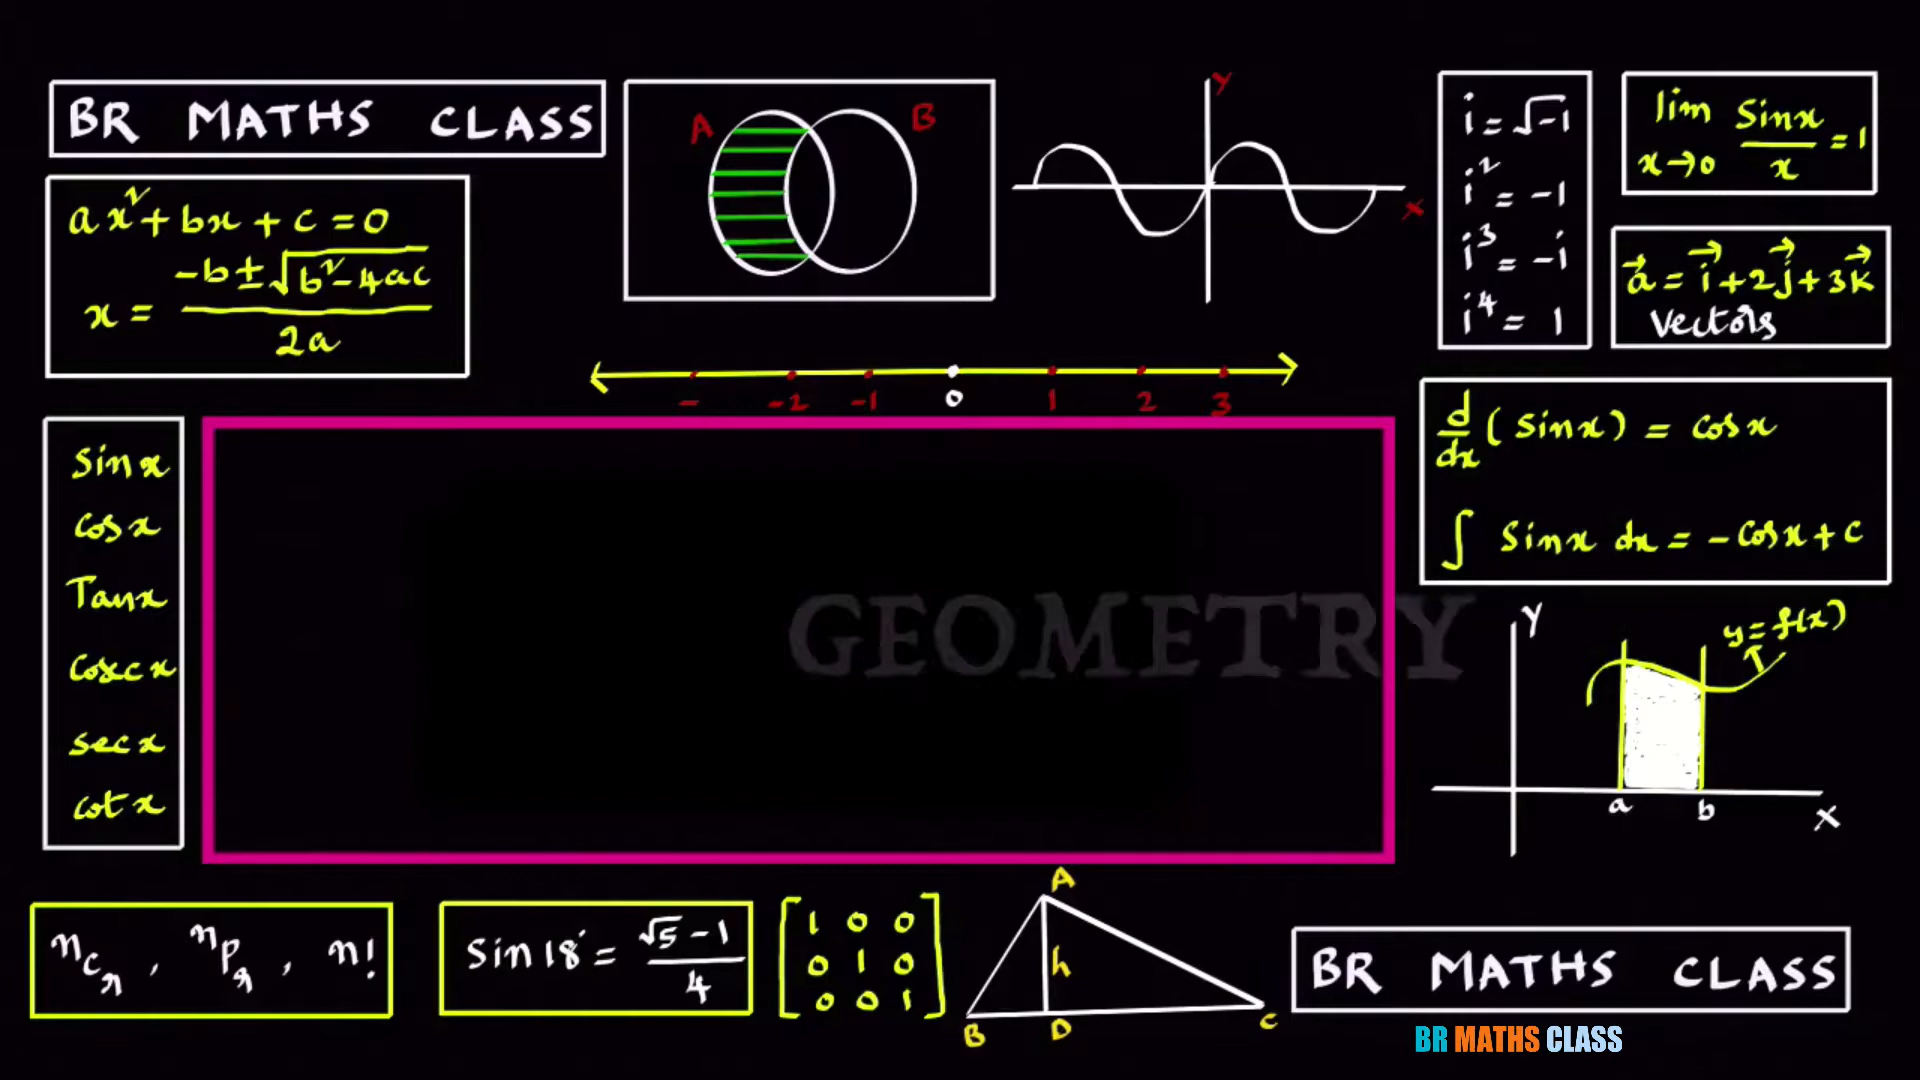 BR MATHS CLASS
ax²+ bx + c = 0
x = -b ± √b²-4ac / 2a
A B
Y
X
i = √-1
i² = -1
i³ = -i
i⁴ = 1
lim x→0 Sinx / x = 1
a⃗ = i⃗ + 2j⃗ + 3k⃗
Vectors
- -2 -1 0 1 2 3
d/dx (Sinx) = Cosx
∫ Sinx dx = -Cosx + c
Sinx
Cosx
Tanx
Cosecx
secx
cotx
GEOMETRY
Y
y = f(x)
a b X
nCr , nPr , n!
Sin18° = √5 - 1 / 4
1 0 0
0 1 0
0 0 1
A
h
B D C
BR MATHS CLASS
BR MATHS CLASS